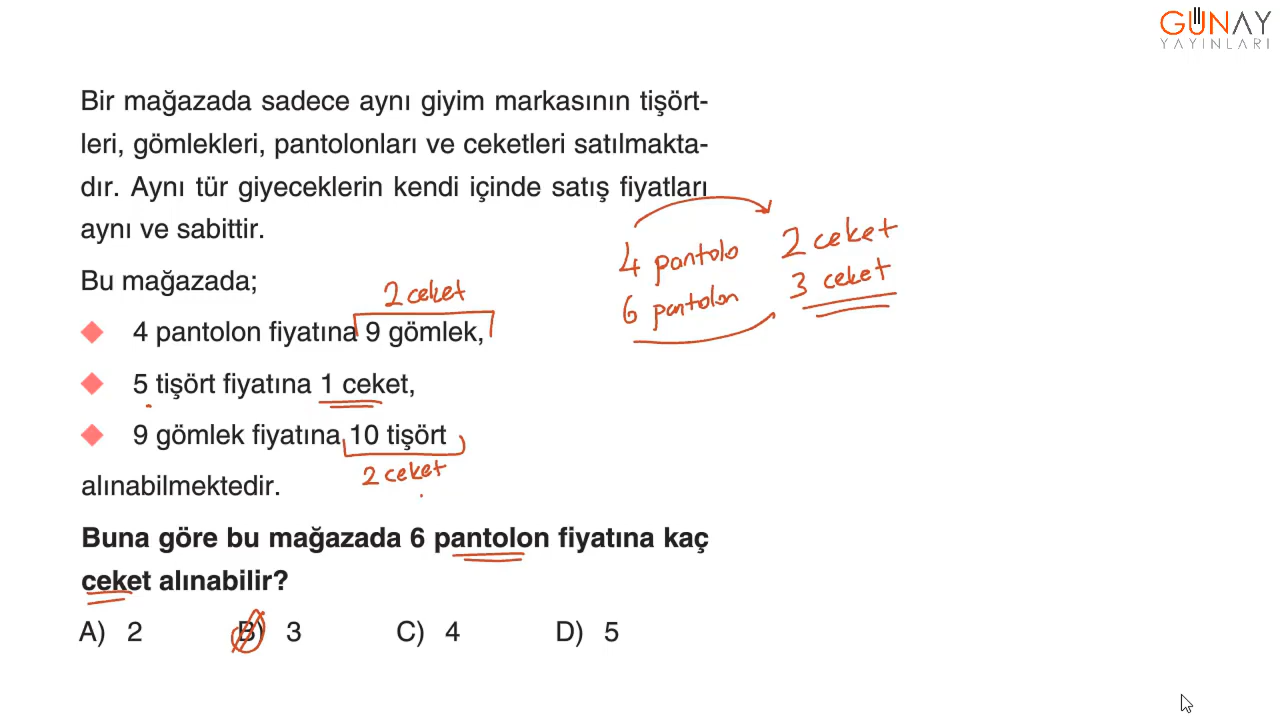 GÜNAY
YAYINLARI
Bir mağazada sadece aynı giyim markasının tişört-
leri, gömlekleri, pantolonları ve ceketleri satılmakta-
dır. Aynı tür giyeceklerin kendi içinde satış fiyatları
aynı ve sabittir.
4 pantolo 2 ceket
6 pantolon 3 ceket
Bu mağazada;
2 ceket
4 pantolon fiyatına 9 gömlek,
5 tişört fiyatına 1 ceket,
9 gömlek fiyatına 10 tişört
2 ceket
alınabilmektedir.
Buna göre bu mağazada 6 pantolon fiyatına kaç
ceket alınabilir?
A) 2 B) 3 C) 4 D) 5